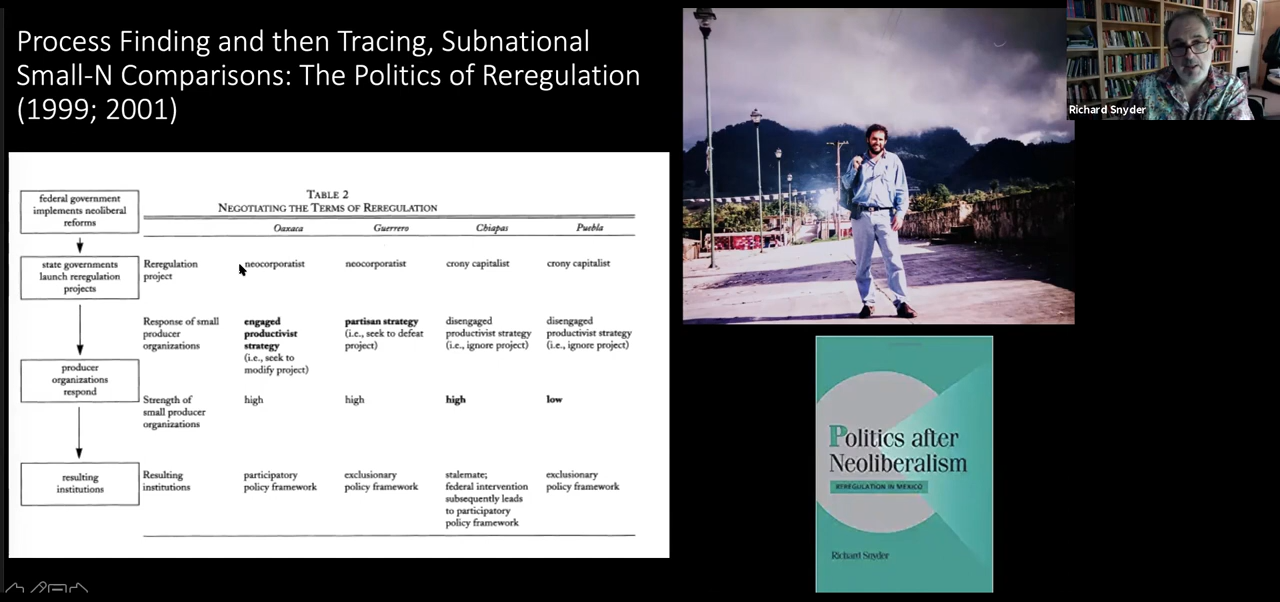 Process Finding and then Tracing, Subnational
Small-N Comparisons: The Politics of Reregulation
(1999; 2001)
Richard Snyder
federal government
implements neoliberal
reforms
state governments
launch reregulation
projects
producer
organizations
respond
resulting
institutions
TABLE 2
NEGOTIATING THE TERMS OF REREGULATION
Oaxaca Guerrero Chiapas Puebla
Reregulation neocorporatist neocorporatist crony capitalist crony capitalist
project
Response of small engaged partisan strategy disengaged disengaged
producer productivist (i.e., seek to defeat productivist strategy productivist strategy
organizations strategy project) (i.e., ignore project) (i.e., ignore project)
(i.e., seek to
modify project)
Strength of high high high low
small producer
organizations
Resulting participatory exclusionary stalemate; exclusionary
institutions policy framework policy framework federal intervention policy framework
subsequently leads
to participatory
policy framework
Politics after
Neoliberalism
REREGULATION IN MEXICO
Richard Snyder